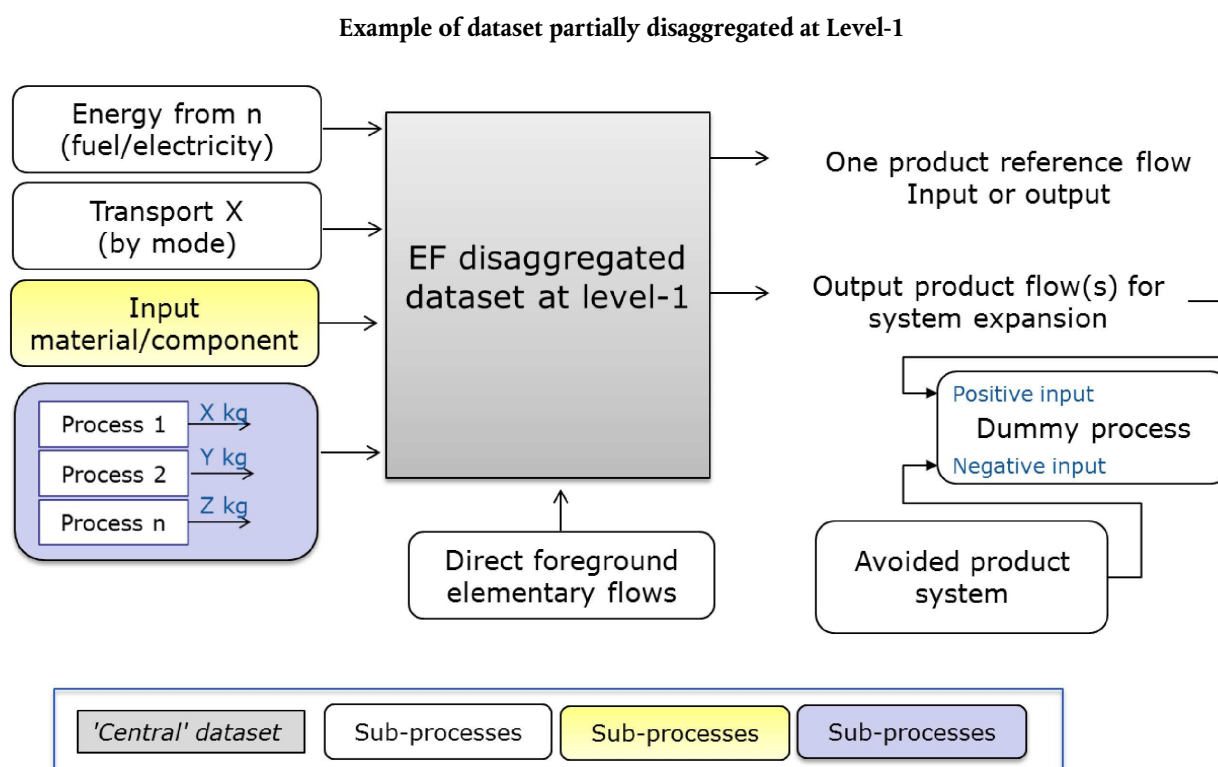 Example of dataset partially disaggregated at Level-1
Energy from n
(fuel/electricity)
Transport X
(by mode)
Input
material/component
Process 1
X kg
Process 2
Y kg
Process n
Z kg
EF disaggregated
dataset at level-1
Direct foreground
elementary flows
One product reference flow
Input or output
Output product flow(s) for
system expansion
Positive input
Dummy process
Negative input
Avoided product
system
'Central' dataset
Sub-processes
Sub-processes
Sub-processes